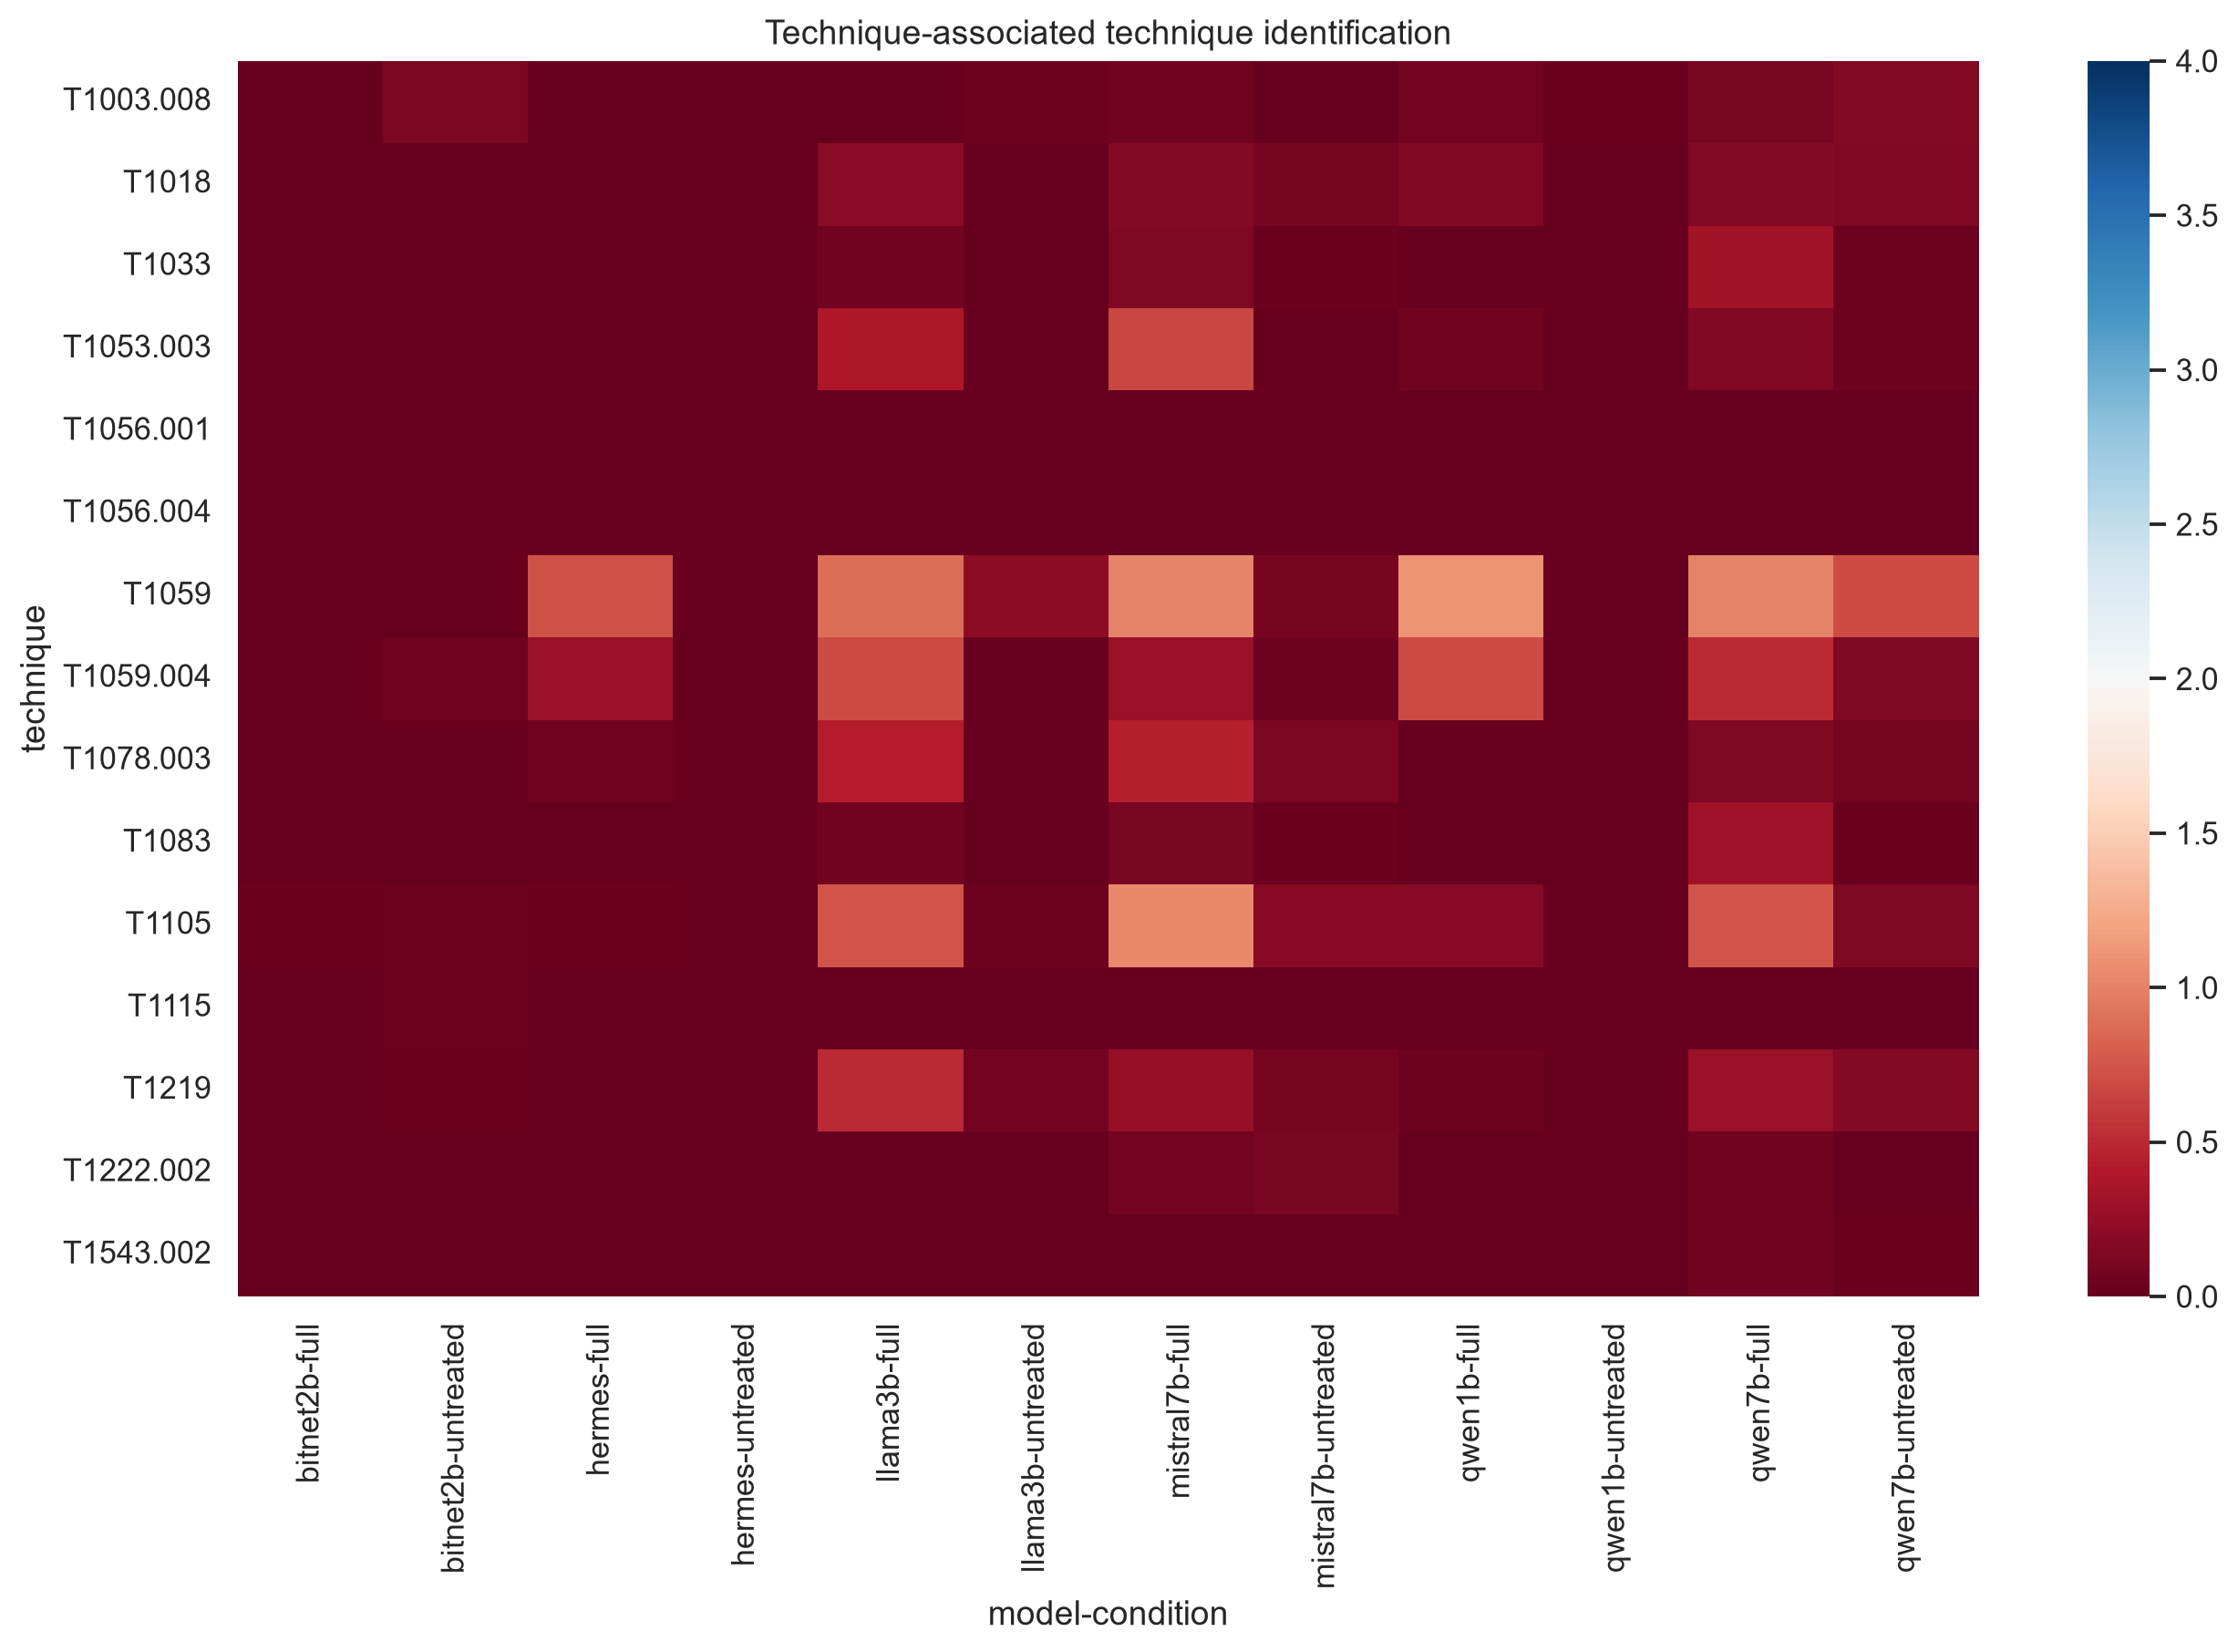 Technique-associated technique identification
technique
T1003.008
T1018
T1033
T1053.003
T1056.001
T1056.004
T1059
T1059.004
T1078.003
T1083
T1105
T1115
T1219
T1222.002
T1543.002
bitnet2b-full
bitnet2b-untreated
hermes-full
hermes-untreated
llama3b-full
llama3b-untreated
mistral7b-full
mistral7b-untreated
qwen1b-full
qwen1b-untreated
qwen7b-full
qwen7b-untreated
model-condition
4.0
3.5
3.0
2.5
2.0
1.5
1.0
0.5
0.0